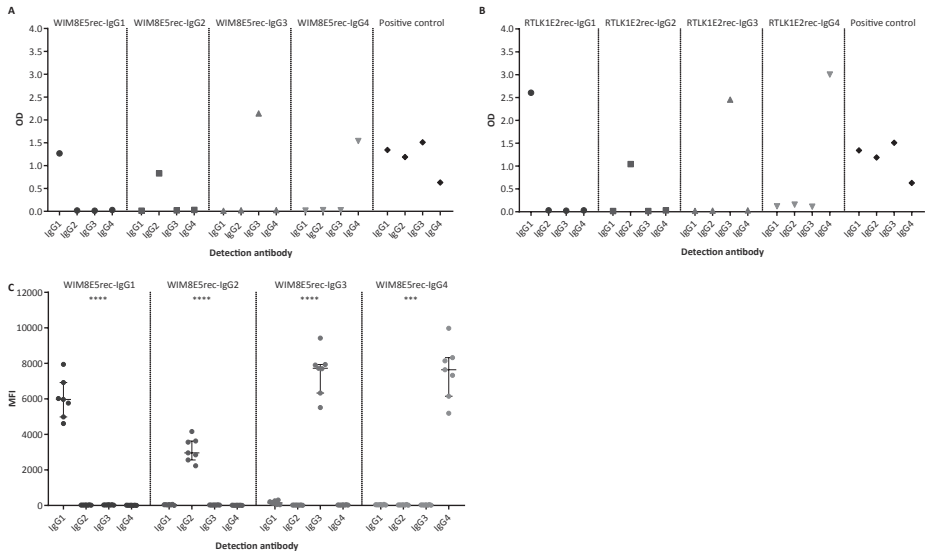 A
WIM8E5rec-IgG1 WIM8E5rec-IgG2 WIM8E5rec-IgG3 WIM8E5rec-IgG4 Positive control
4.0
3.5
3.0
2.5
2.0
1.5
1.0
0.5
0.0
OD
IgG1 IgG2 IgG3 IgG4 IgG1 IgG2 IgG3 IgG4 IgG1 IgG2 IgG3 IgG4 IgG1 IgG2 IgG3 IgG4 IgG1 IgG2 IgG3 IgG4
Detection antibody
B
RTLK1E2rec-IgG1 RTLK1E2rec-IgG2 RTLK1E2rec-IgG3 RTLK1E2rec-IgG4 Positive control
4.0
3.5
3.0
2.5
2.0
1.5
1.0
0.5
0.0
OD
IgG1 IgG2 IgG3 IgG4 IgG1 IgG2 IgG3 IgG4 IgG1 IgG2 IgG3 IgG4 IgG1 IgG2 IgG3 IgG4 IgG1 IgG2 IgG3 IgG4
Detection antibody
C
WIM8E5rec-IgG1 WIM8E5rec-IgG2 WIM8E5rec-IgG3 WIM8E5rec-IgG4
**** **** **** ***
12000
10000
8000
6000
4000
2000
0
MFI
IgG1 IgG2 IgG3 IgG4 IgG1 IgG2 IgG3 IgG4 IgG1 IgG2 IgG3 IgG4 IgG1 IgG2 IgG3 IgG4
Detection antibody